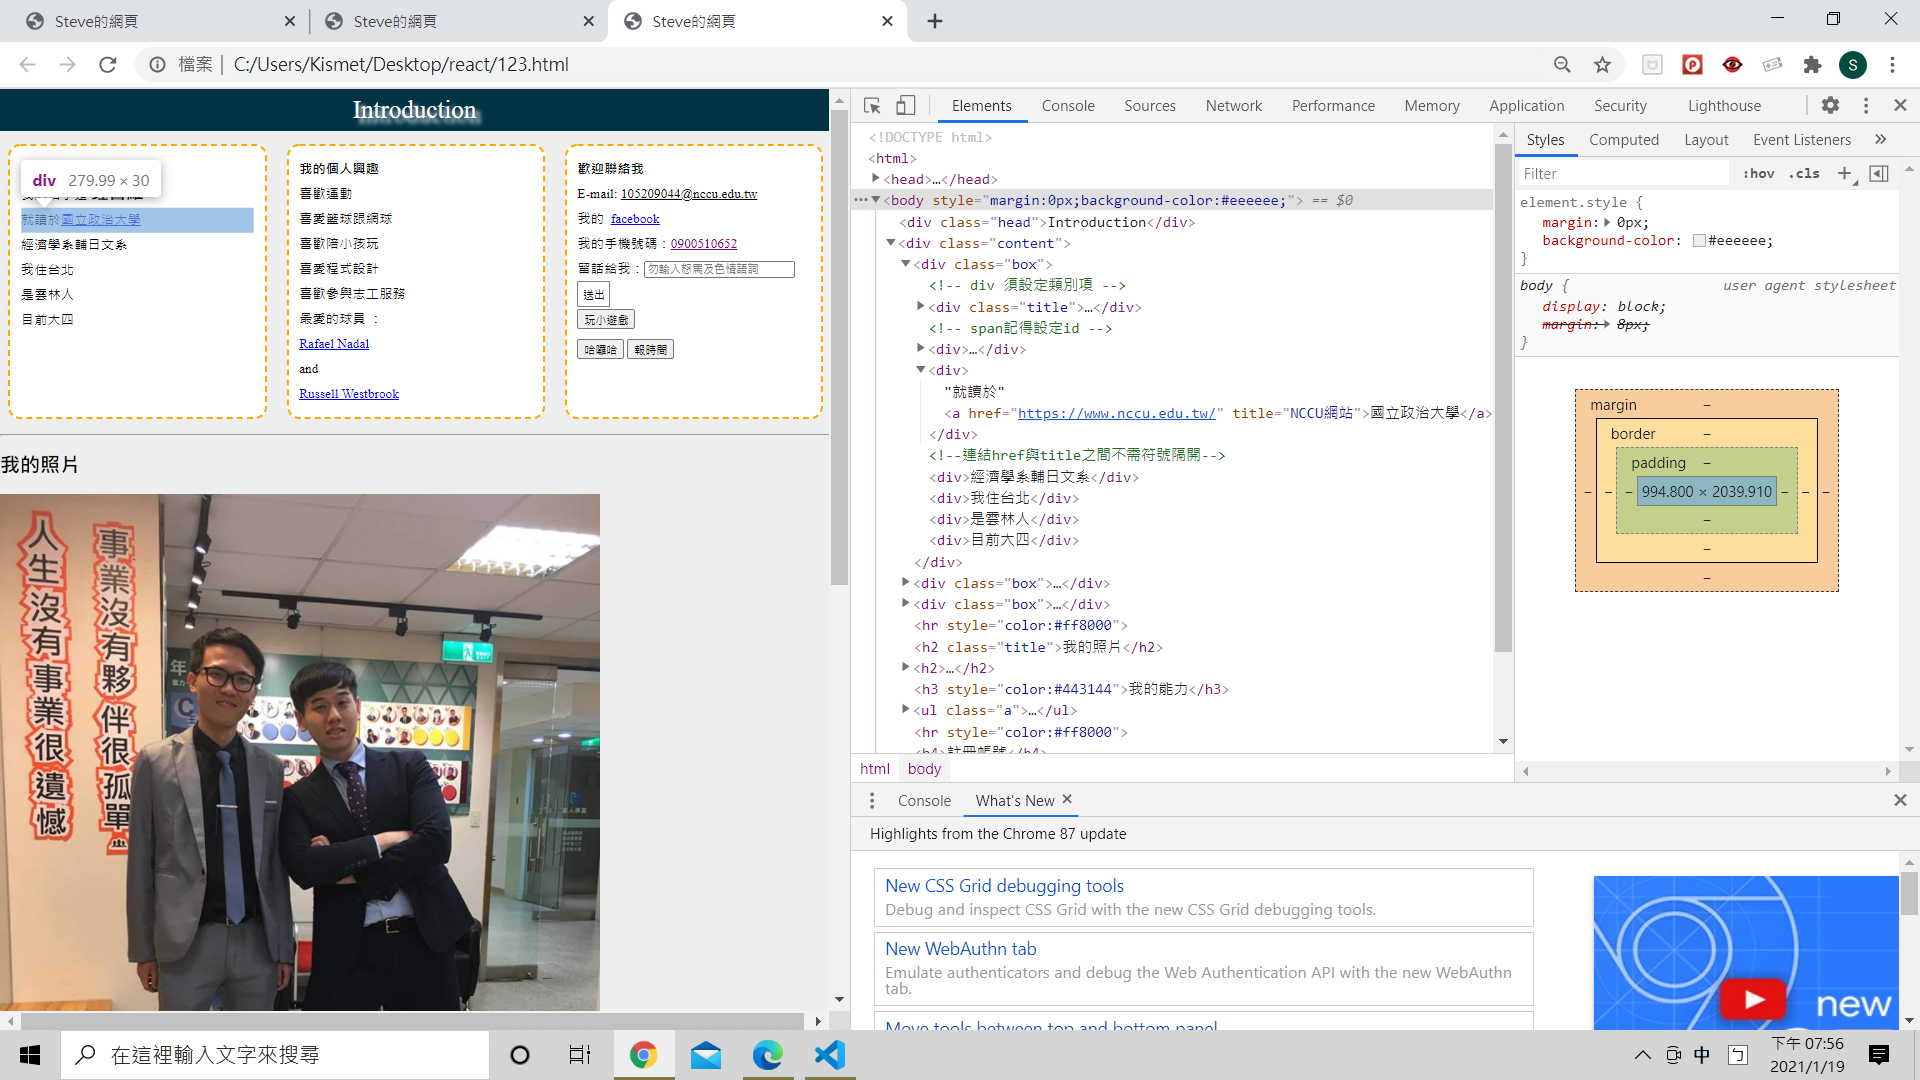 Steve的網頁
Steve的網頁
Steve的網頁
檔案 | C:/Users/Kismet/Desktop/react/123.html
S
Introduction
div 279.99 × 30
就讀於國立政治大學
經濟學系輔日文系
我住台北
是雲林人
目前大四
我的個人興趣
喜歡運動
喜愛籃球跟網球
喜歡陪小孩玩
喜愛程式設計
喜歡參與志工服務
最愛的球員 :
Rafael Nadal
and
Russell Westbrook
歡迎聯絡我
E-mail: 105209044@nccu.edu.tw
我的 facebook
我的手機號碼：0900510652
留話給我：勿輸入怒罵及色情語詞
送出
玩小遊戲
哈囉哈 報時間
我的照片
人生沒有事業很遺憾
事業沒有夥伴很孤單
年
Elements Console Sources Network Performance Memory Application Security Lighthouse
<!DOCTYPE html>
<html>
<head>…</head>
<body style="margin:0px;background-color:#eeeeee;"> == $0
<div class="head">Introduction</div>
<div class="content">
<div class="box">
<!-- div 須設定類別項 -->
<div class="title">…</div>
<!-- span記得設定id -->
<div>…</div>
<div>
"就讀於"
<a href="https://www.nccu.edu.tw/" title="NCCU網站">國立政治大學</a>
</div>
<!--連結href與title之間不需符號隔開-->
<div>經濟學系輔日文系</div>
<div>我住台北</div>
<div>是雲林人</div>
<div>目前大四</div>
</div>
<div class="box">…</div>
<div class="box">…</div>
<hr style="color:#ff8000">
<h2 class="title">我的照片</h2>
<h2>…</h2>
<h3 style="color:#443144">我的能力</h3>
<ul class="a">…</ul>
<hr style="color:#ff8000">
<h4>註冊帳號</h4>
html body
Styles Computed Layout Event Listeners »
Filter :hov .cls
element.style {
margin: 0px;
background-color: #eeeeee;
}
body { user agent stylesheet
display: block;
margin: 8px;
}
margin –
border –
padding –
– – – 994.800 × 2039.910 – – –
–
–
–
Console What's New
Highlights from the Chrome 87 update
New CSS Grid debugging tools
Debug and inspect CSS Grid with the new CSS Grid debugging tools.
New WebAuthn tab
Emulate authenticators and debug the Web Authentication API with the new WebAuthn
tab.
Move tools between top and bottom panel
new
在這裡輸入文字來搜尋
中
ㄅ
下午 07:56
2021/1/19